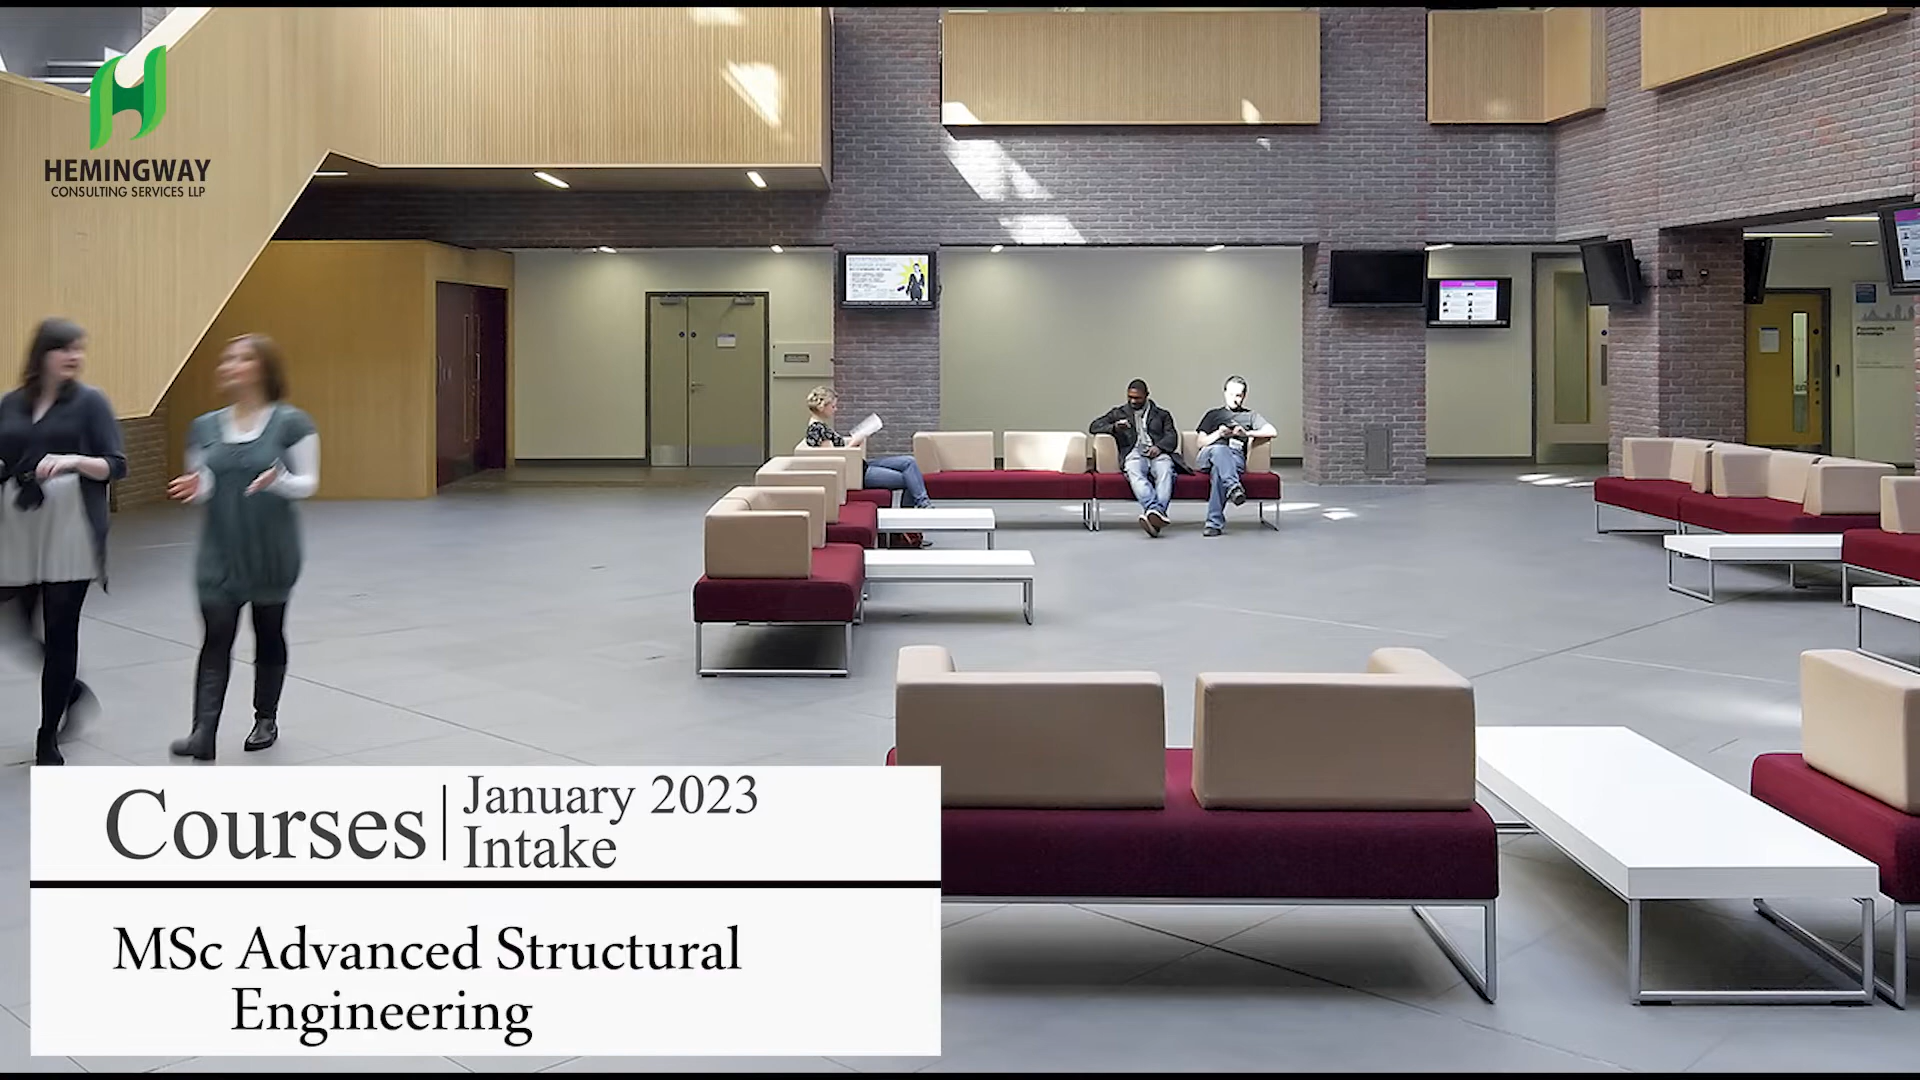 HEMINGWAY
CONSULTING SERVICES LLP
Courses
January 2023
Intake
MSc Advanced Structural
Engineering